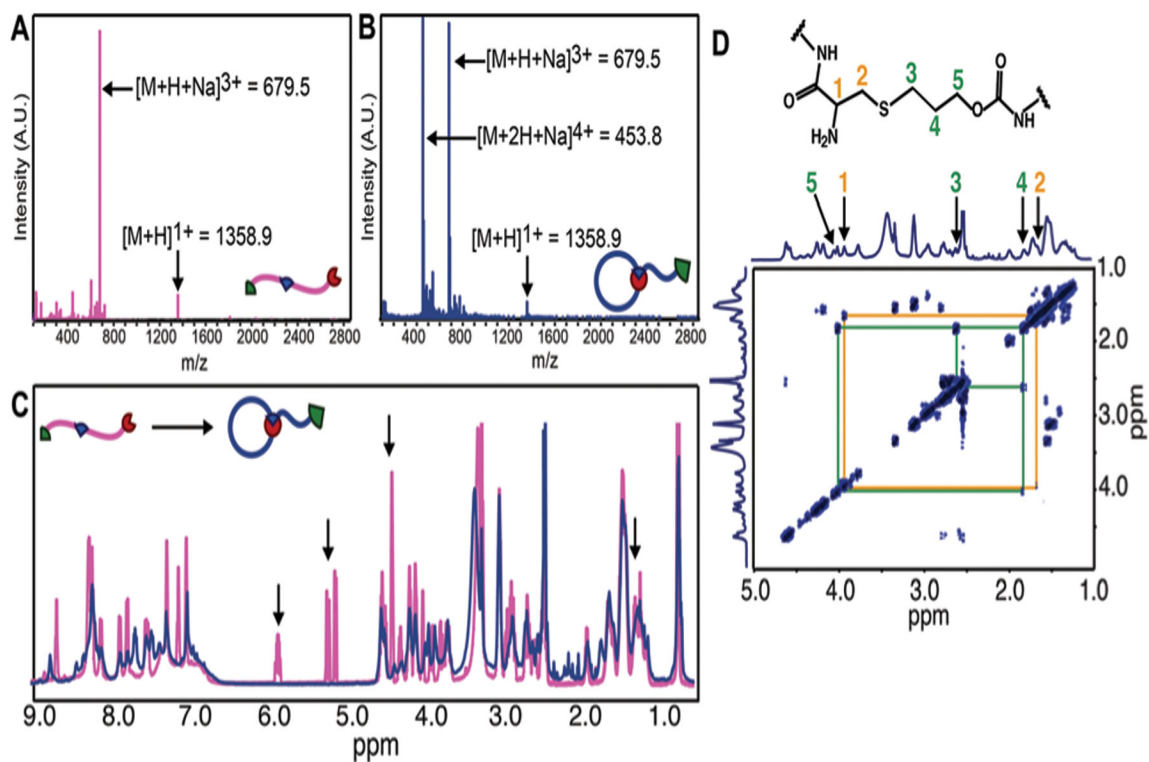 A
Intensity (A.U.)
[M+H+Na]3+ = 679.5
[M+H]1+ = 1358.9
400 800 1200 1600 2000 2400 2800
m/z
B
Intensity (A.U.)
[M+H+Na]3+ = 679.5
[M+2H+Na]4+ = 453.8
[M+H]1+ = 1358.9
400 800 1200 1600 2000 2400 2800
m/z
C
9.0 8.0 7.0 6.0 5.0 4.0 3.0 2.0 1.0
ppm
D
NH
O
1 2
H2N
S
3
4
5
O
O
NH
5 1 3 4 2
1.0
2.0
3.0
4.0
ppm
5.0 4.0 3.0 2.0 1.0
ppm